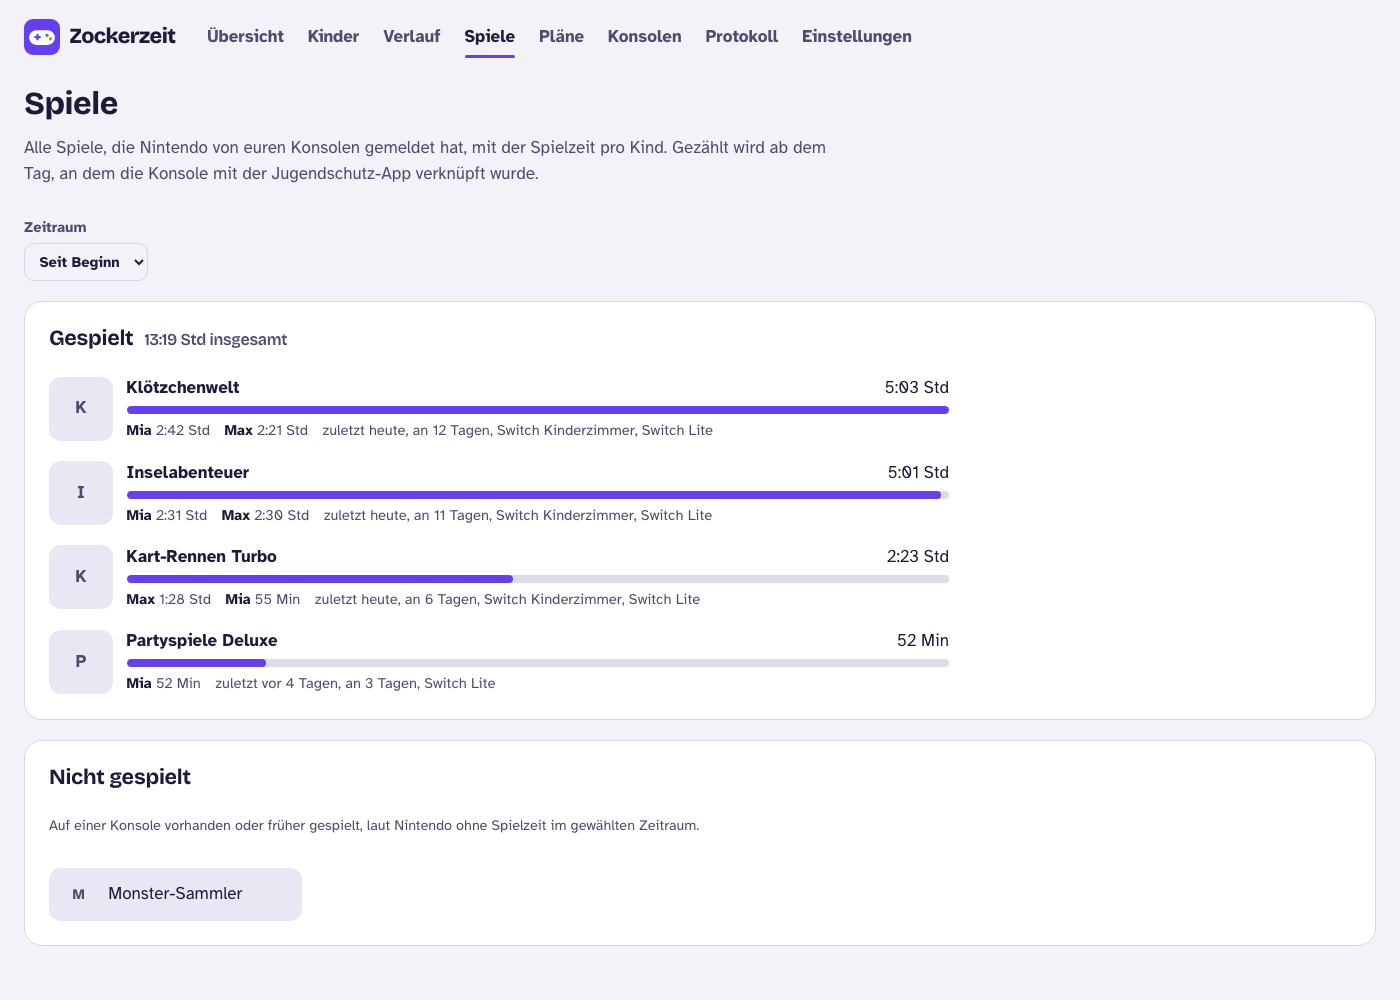 Zockerzeit Übersicht Kinder Verlauf Spiele Pläne Konsolen Protokoll Einstellungen
Spiele
Alle Spiele, die Nintendo von euren Konsolen gemeldet hat, mit der Spielzeit pro Kind. Gezählt wird ab dem
Tag, an dem die Konsole mit der Jugendschutz-App verknüpft wurde.
Zeitraum
Seit Beginn
Gespielt 13:19 Std insgesamt
K
Klötzchenwelt 5:03 Std
Mia 2:42 Std Max 2:21 Std zuletzt heute, an 12 Tagen, Switch Kinderzimmer, Switch Lite
I
Inselabenteuer 5:01 Std
Mia 2:31 Std Max 2:30 Std zuletzt heute, an 11 Tagen, Switch Kinderzimmer, Switch Lite
K
Kart-Rennen Turbo 2:23 Std
Max 1:28 Std Mia 55 Min zuletzt heute, an 6 Tagen, Switch Kinderzimmer, Switch Lite
P
Partyspiele Deluxe 52 Min
Mia 52 Min zuletzt vor 4 Tagen, an 3 Tagen, Switch Lite
Nicht gespielt
Auf einer Konsole vorhanden oder früher gespielt, laut Nintendo ohne Spielzeit im gewählten Zeitraum.
M Monster-Sammler